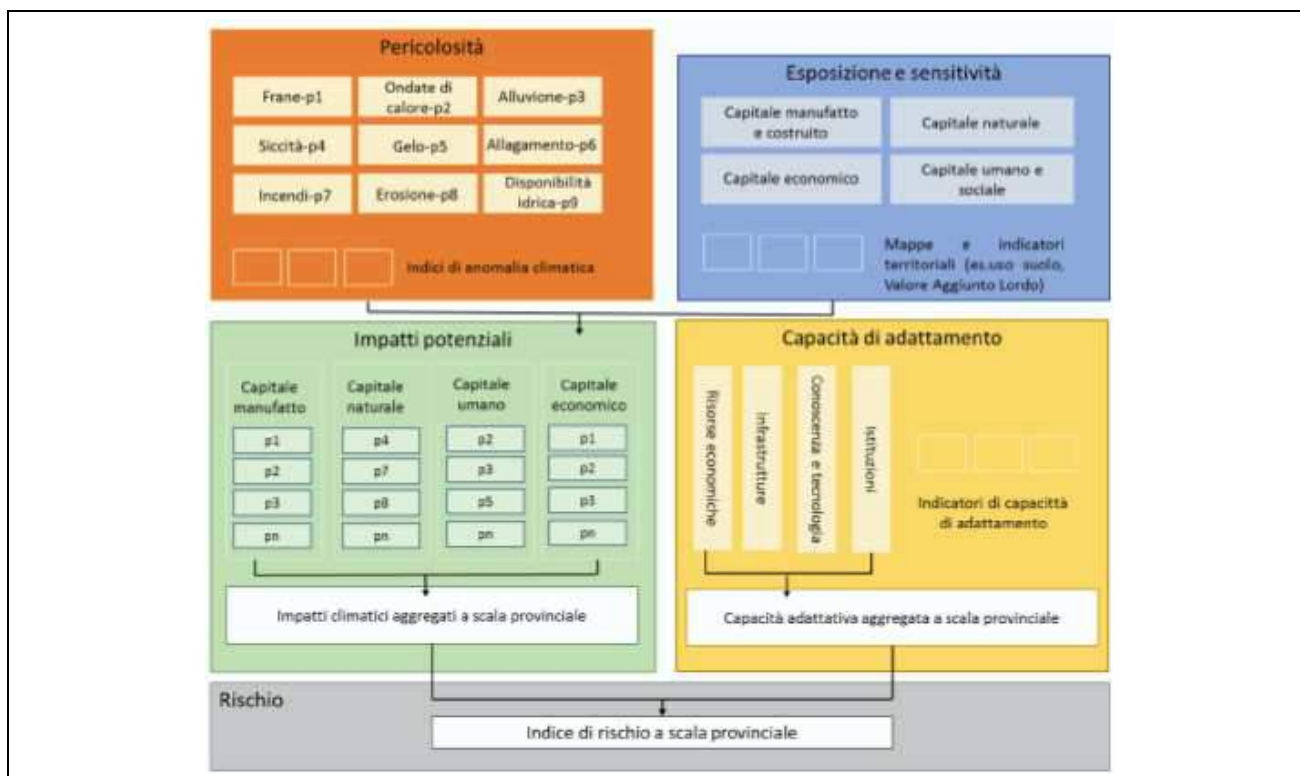 Pericolosità
Frane-p1
Ondate di
calore-p2
Alluvione-p3
Siccità-p4
Gelo-p5
Allagamento-p6
Incendi-p7
Erosione-p8
Disponibilità
idrica-p9
Indici di anomalia climatica
Esposizione e sensitività
Capitale manufatto
e costruito
Capitale naturale
Capitale economico
Capitale umano e
sociale
Mappe e indicatori
territoriali (es.uso suolo,
Valore Aggiunto Lordo)
Impatti potenziali
Capitale
manufatto
p1
p2
p3
pn
Capitale
naturale
p4
p7
p8
pn
Capitale
umano
p2
p3
p5
pn
Capitale
economico
p1
p2
p3
pn
Impatti climatici aggregati a scala provinciale
Capacità di adattamento
Risorse economiche
Infrastrutture
Conoscenza e tecnologia
Istituzioni
Indicatori di capacittà
di adattamento
Capacità adattativa aggregata a scala provinciale
Rischio
Indice di rischio a scala provinciale